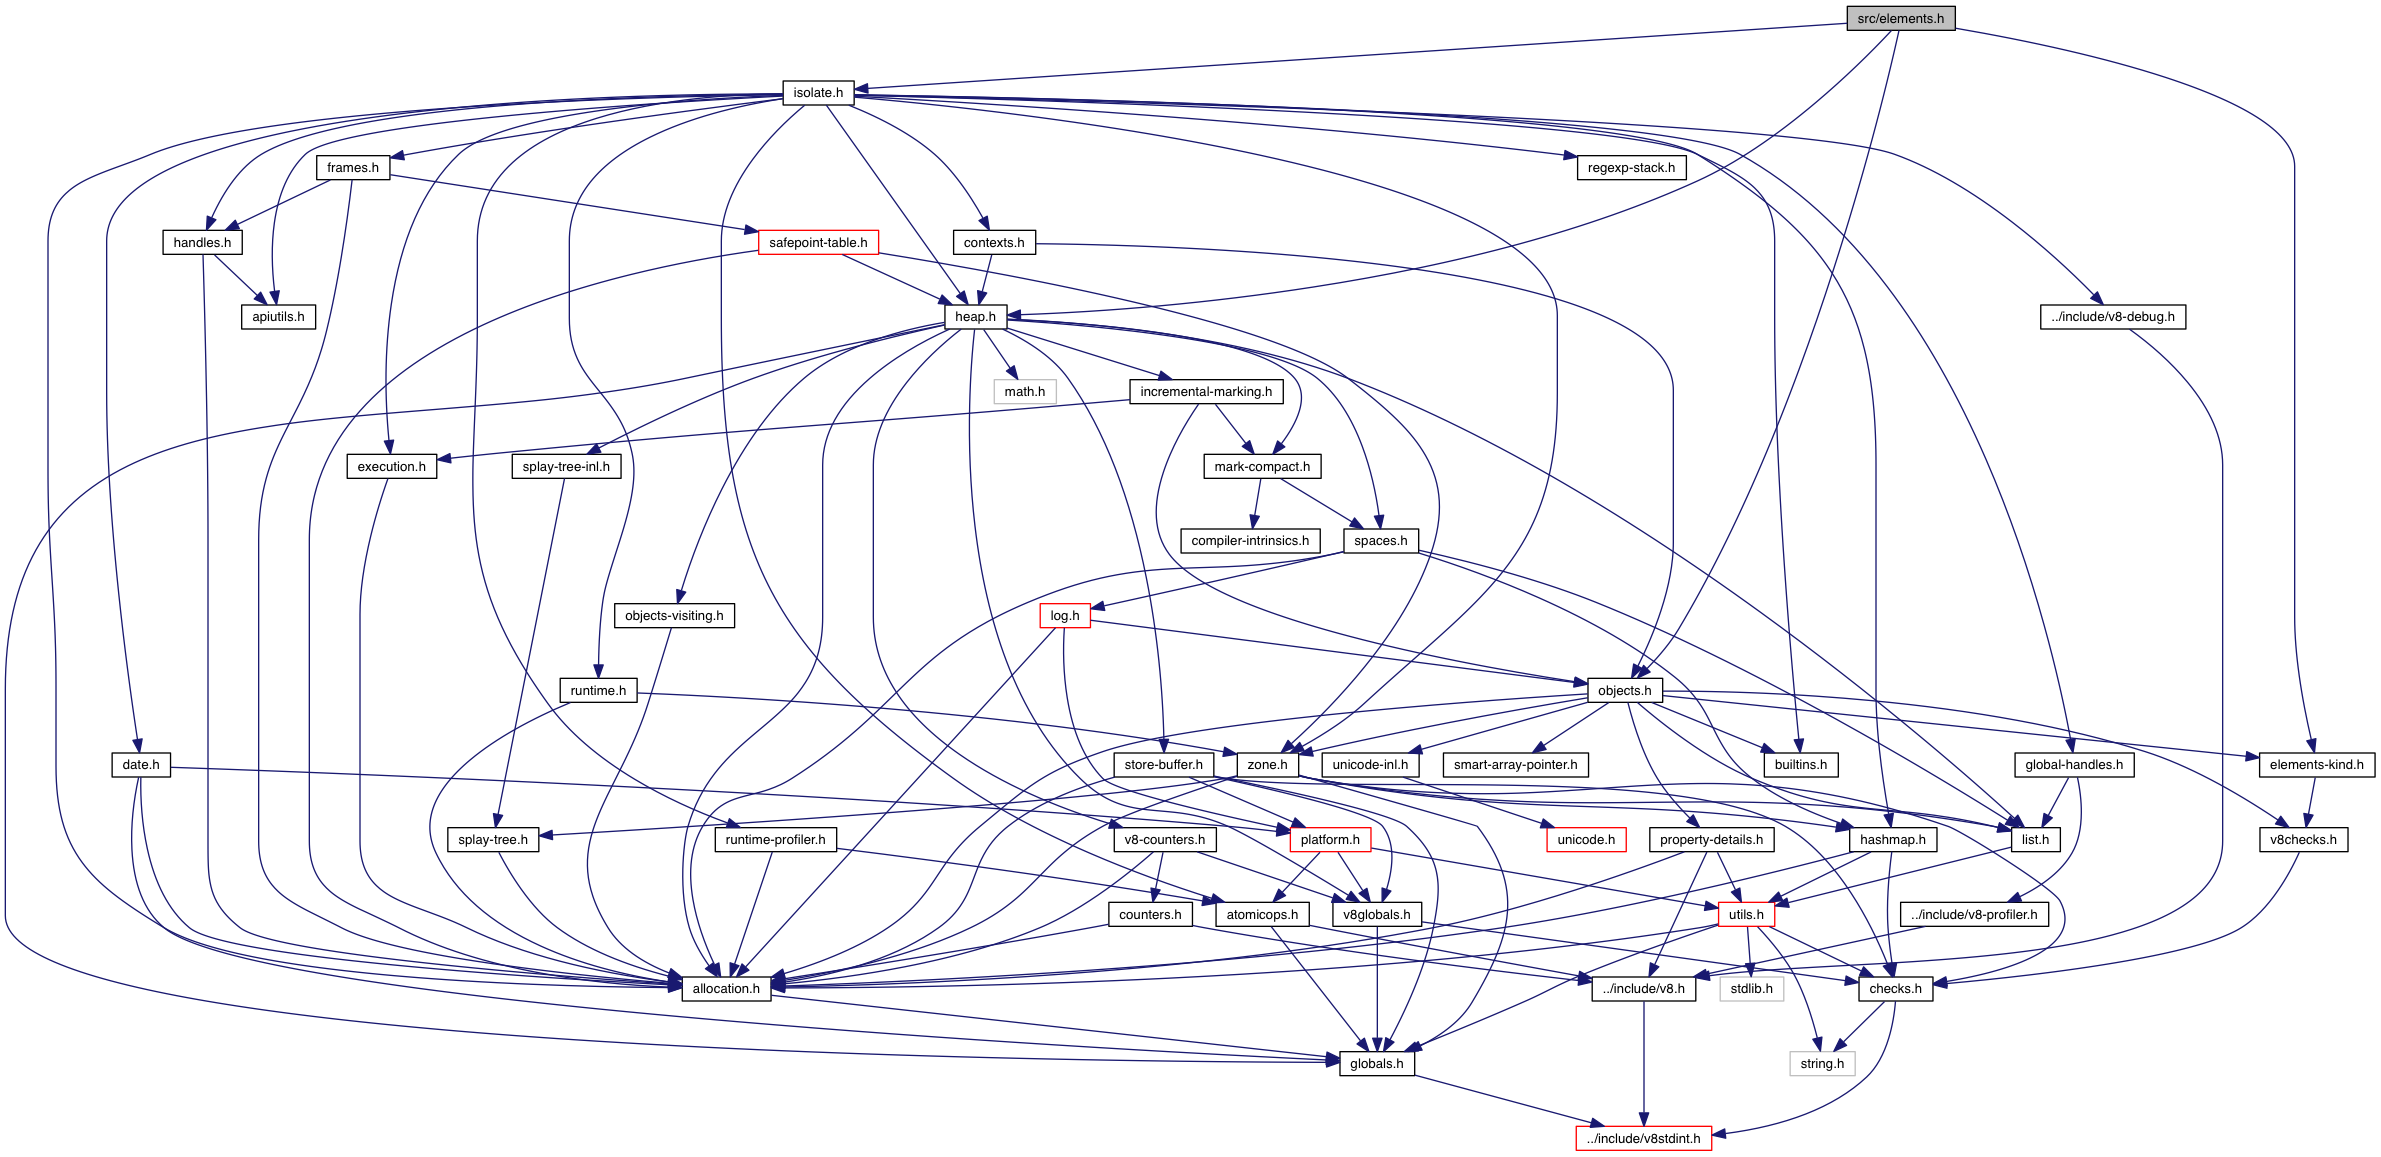 src/elements.h
isolate.h
frames.h
regexp-stack.h
handles.h
safepoint-table.h
contexts.h
apiutils.h
heap.h
../include/v8-debug.h
math.h
incremental-marking.h
execution.h
splay-tree-inl.h
mark-compact.h
compiler-intrinsics.h
spaces.h
objects-visiting.h
log.h
runtime.h
objects.h
date.h
store-buffer.h
zone.h
unicode-inl.h
smart-array-pointer.h
builtins.h
global-handles.h
elements-kind.h
splay-tree.h
runtime-profiler.h
v8-counters.h
platform.h
unicode.h
property-details.h
hashmap.h
list.h
v8checks.h
counters.h
atomicops.h
v8globals.h
utils.h
../include/v8-profiler.h
allocation.h
../include/v8.h
stdlib.h
checks.h
globals.h
string.h
../include/v8stdint.h